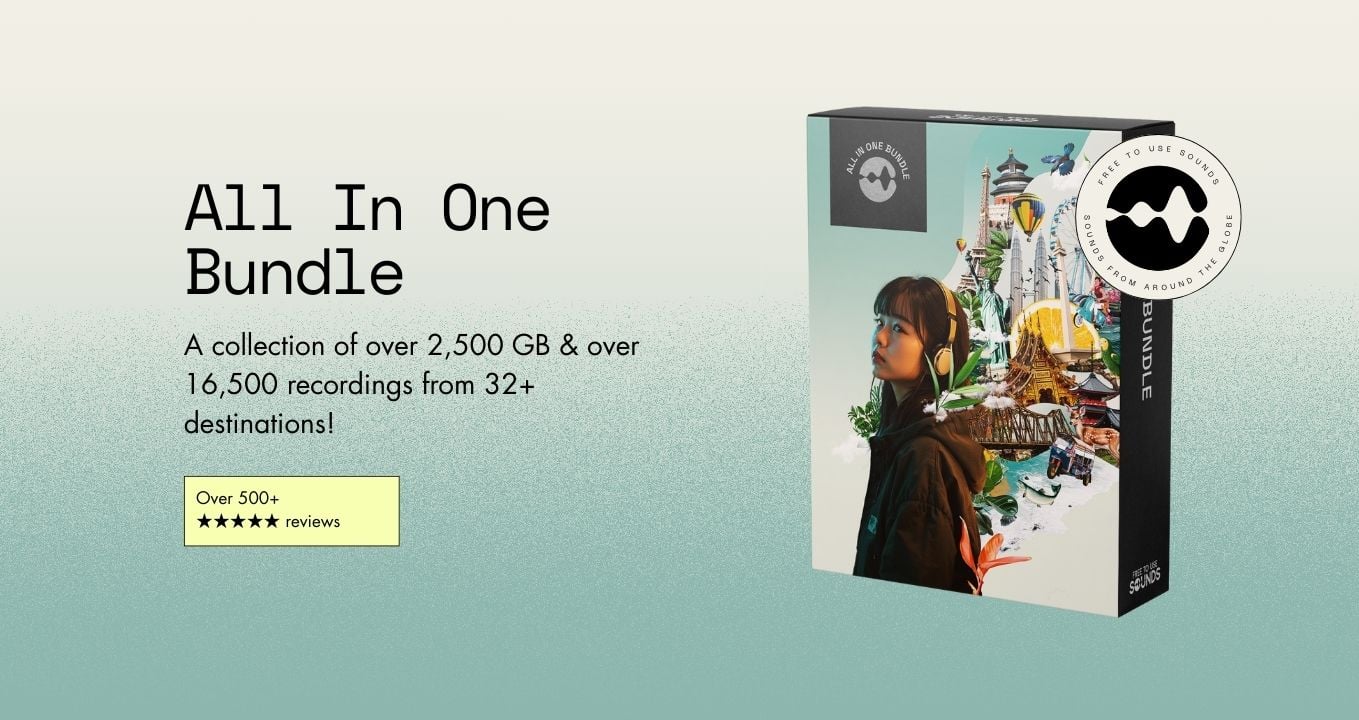 All In One
Bundle
A collection of over 2,500 GB & over
16,500 recordings from 32+
destinations!
Over 500+
★★★★★ reviews
ALL IN ONE BUNDLE
FREE TO USE SOUNDS
SOUNDS FROM AROUND THE GLOBE
BUNDLE
FREE TO USE
SOUNDS